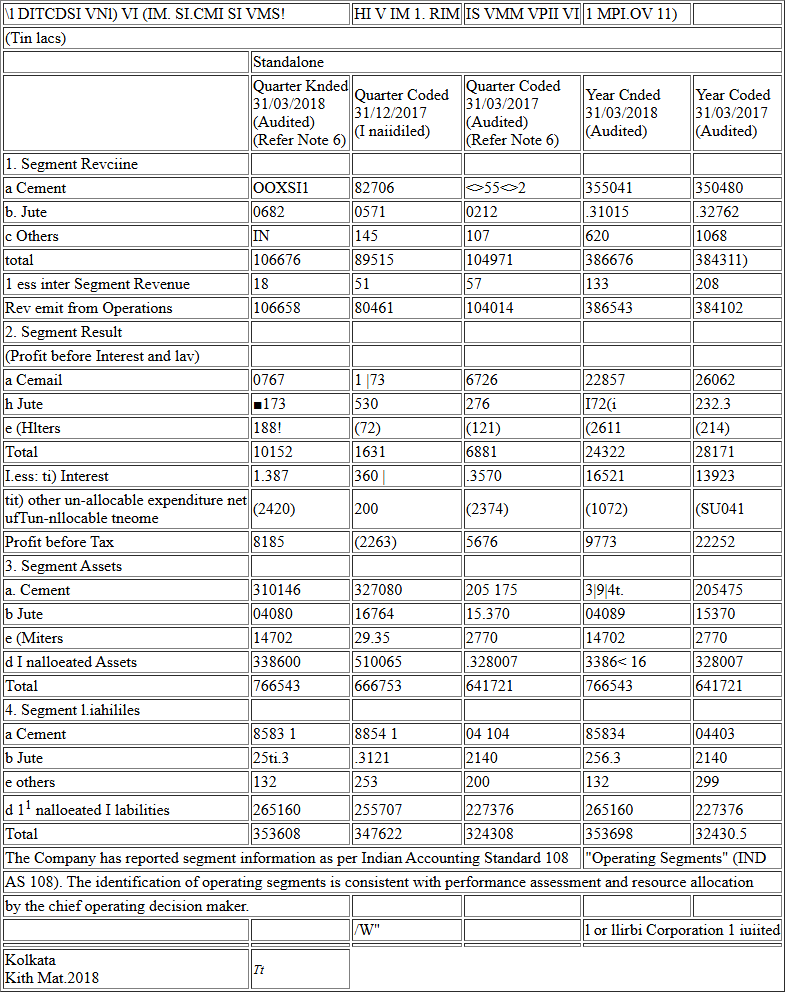 \l DITCDSI VNl) VI (IM. SI.CMI SI VMS! HI V IM 1. RIM IS VMM VPII VI 1 MPI.OV 11)
(Tin lacs)
Standalone
Quarter Knded 31/03/2018 (Audited) (Refer Note 6) Quarter Coded 31/12/2017 (I naiidiled) Quarter Coded 31/03/2017 (Audited) (Refer Note 6) Year Cnded 31/03/2018 (Audited) Year Coded 31/03/2017 (Audited)
1. Segment Revciine
a Cement OOXSI1 82706 <>55<>2 355041 350480
b. Jute 0682 0571 0212 .31015 .32762
c Others IN 145 107 620 1068
total 106676 89515 104971 386676 384311)
1 ess inter Segment Revenue 18 51 57 133 208
Rev emit from Operations 106658 80461 104014 386543 384102
2. Segment Result
(Profit before Interest and lav)
a Cemail 0767 1 |73 6726 22857 26062
h Jute ■173 530 276 I72(i 232.3
e (Hlters 188! (72) (121) (2611 (214)
Total 10152 1631 6881 24322 28171
I.ess: ti) Interest 1.387 360 | .3570 16521 13923
tit) other un-allocable expenditure net ufTun-nllocable tneome (2420) 200 (2374) (1072) (SU041
Profit before Tax 8185 (2263) 5676 9773 22252
3. Segment Assets
a. Cement 310146 327080 205 175 3|9|4t. 205475
b Jute 04080 16764 15.370 04089 15370
e (Miters 14702 29.35 2770 14702 2770
d I nalloeated Assets 338600 510065 .328007 3386< 16 328007
Total 766543 666753 641721 766543 641721
4. Segment l.iahililes
a Cement 8583 1 8854 1 04 104 85834 04403
b Jute 25ti.3 .3121 2140 256.3 2140
e others 132 253 200 132 299
d 1¹ nalloeated I labilities 265160 255707 227376 265160 227376
Total 353608 347622 324308 353698 32430.5
The Company has reported segment information as per Indian Accounting Standard 108 "Operating Segments" (IND
AS 108). The identification of operating segments is consistent with performance assessment and resource allocation
by the chief operating decision maker.
/W" l or llirbi Corporation 1 iuiited
Kolkata
Kith Mat.2018 Tt